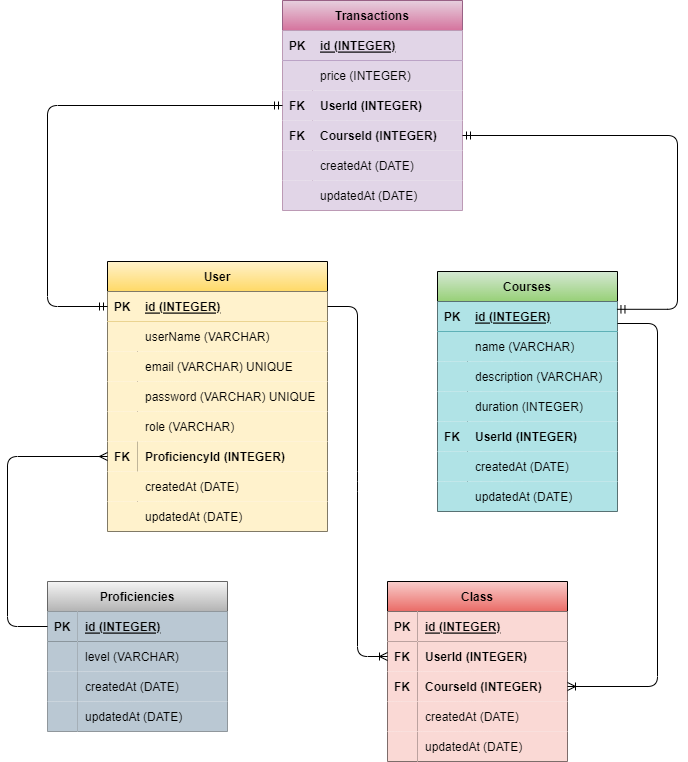 Transactions
PK id (INTEGER)
price (INTEGER)
FK UserId (INTEGER)
FK CourseId (INTEGER)
createdAt (DATE)
updatedAt (DATE)
User
PK id (INTEGER)
userName (VARCHAR)
email (VARCHAR) UNIQUE
password (VARCHAR) UNIQUE
role (VARCHAR)
FK ProficiencyId (INTEGER)
createdAt (DATE)
updatedAt (DATE)
Courses
PK id (INTEGER)
name (VARCHAR)
description (VARCHAR)
duration (INTEGER)
FK UserId (INTEGER)
createdAt (DATE)
updatedAt (DATE)
Proficiencies
PK id (INTEGER)
level (VARCHAR)
createdAt (DATE)
updatedAt (DATE)
Class
PK id (INTEGER)
FK UserId (INTEGER)
FK CourseId (INTEGER)
createdAt (DATE)
updatedAt (DATE)